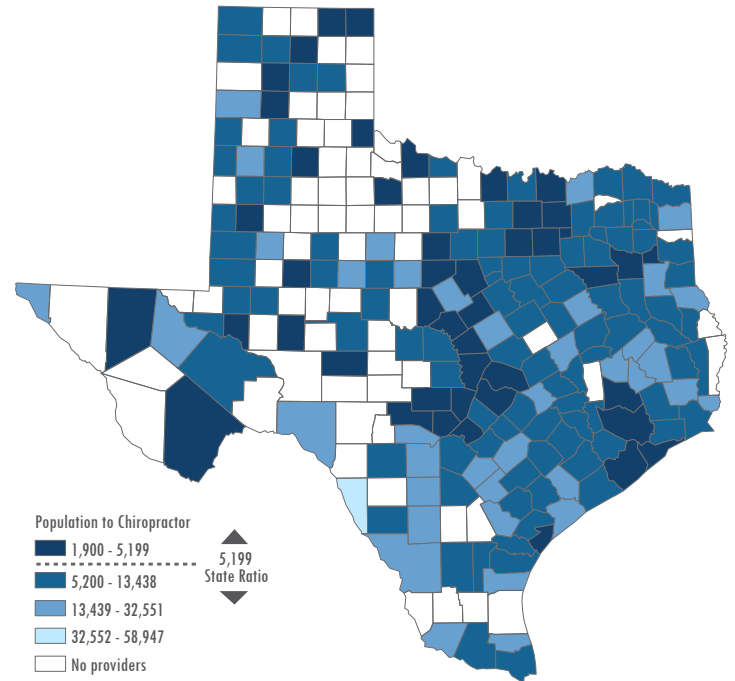 Population to Chiropractor
1,900 - 5,199
5,199
State Ratio
5,200 - 13,438
13,439 - 32,551
32,552 - 58,947
No providers